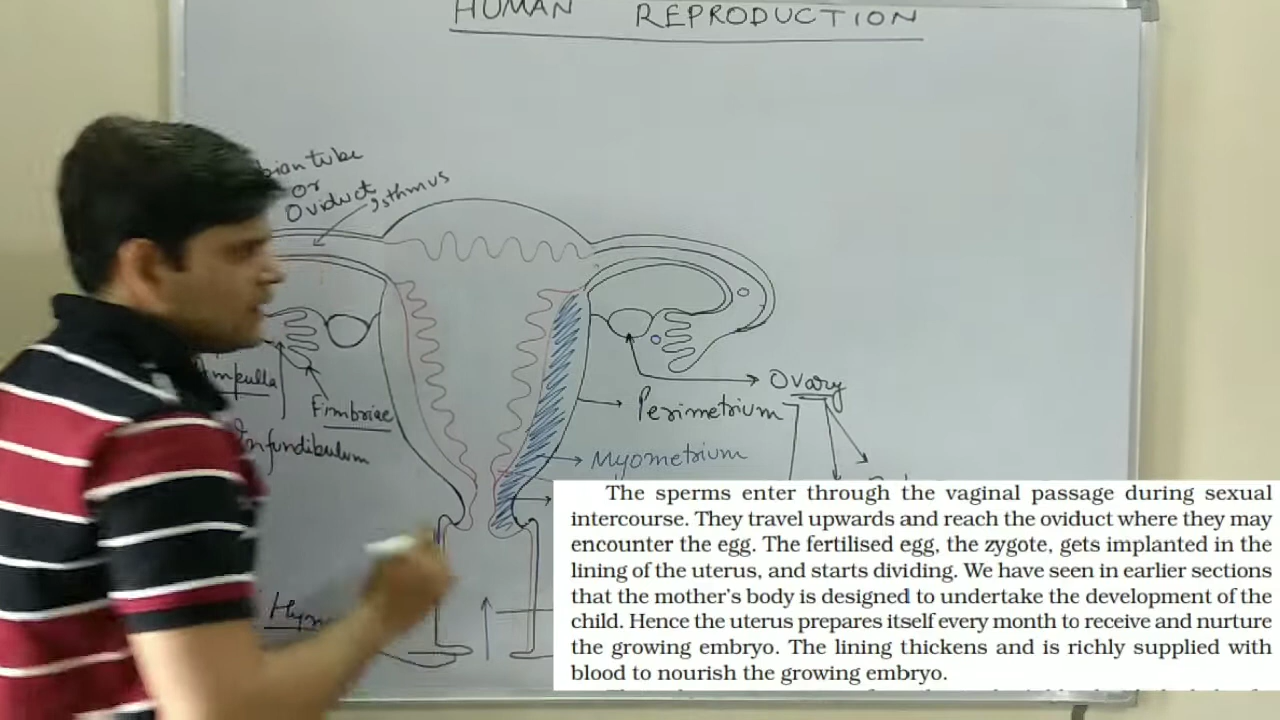 HUMAN REPRODUCTION
or
Oviduct
Isthmus
Ovary
Perimetrium
Fimbriae
Infundibulum
Myometrium
The sperms enter through the vaginal passage during sexual
intercourse. They travel upwards and reach the oviduct where they may
encounter the egg. The fertilised egg, the zygote, gets implanted in the
lining of the uterus, and starts dividing. We have seen in earlier sections
that the mother's body is designed to undertake the development of the
child. Hence the uterus prepares itself every month to receive and nurture
the growing embryo. The lining thickens and is richly supplied with
blood to nourish the growing embryo.